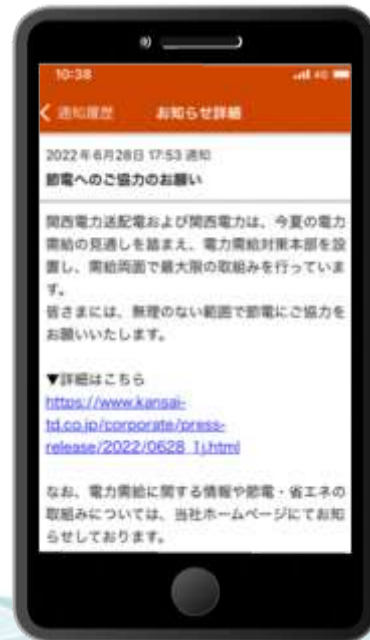 10:38
4G
通知履歴
お知らせ詳細
2022年6月28日 17:53 通知
節電へのご協力のお願い
関西電力送配電および関西電力は、今夏の電力
需給の見通しを踏まえ、電力需給対策本部を設
置し、需給両面で最大限の取組みを行っていま
す。
皆さまには、無理のない範囲で節電にご協力を
お願いいたします。
▼詳細はこちら
https://www.kansai-
td.co.jp/corporate/press-
release/2022/0628_1j.html
なお、電力需給に関する情報や節電・省エネの
取組みについては、当社ホームページにてお知
らせしております。